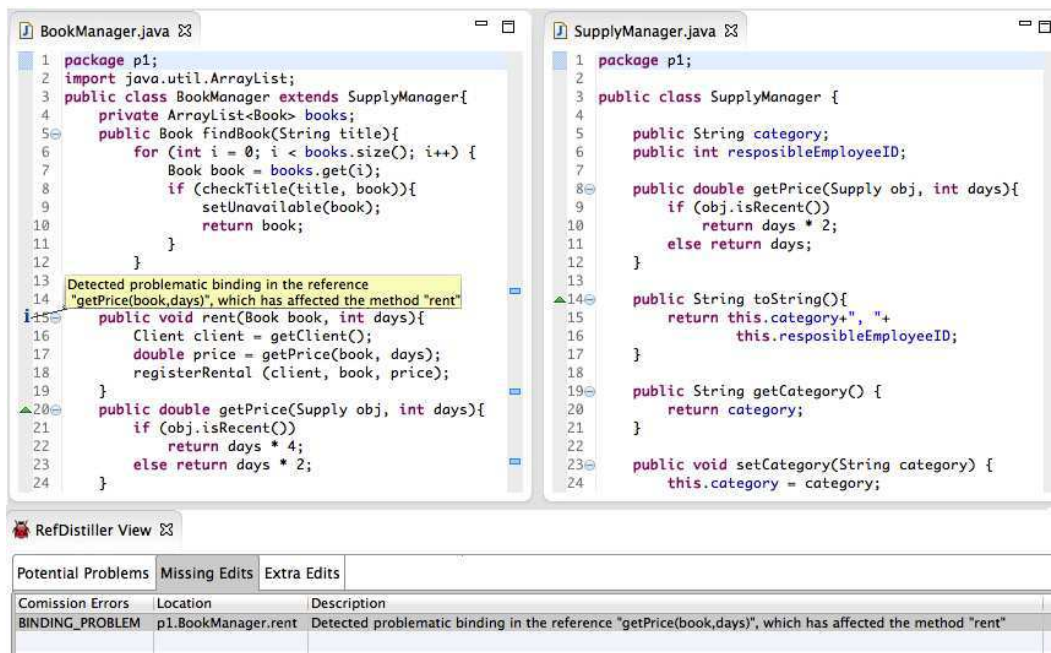 BookManager.java
1 package p1;
2 import java.util.ArrayList;
3 public class BookManager extends SupplyManager{
4 private ArrayList<Book> books;
5 public Book findBook(String title){
6 for (int i = 0; i < books.size(); i++) {
7 Book book = books.get(i);
8 if (checkTitle(title, book)){
9 setUnavailable(book);
10 return book;
11 }
12 }
13
14
Detected problematic binding in the reference
"getPrice(book,days)", which has affected the method "rent"
15 public void rent(Book book, int days){
16 Client client = getClient();
17 double price = getPrice(book, days);
18 registerRental (client, book, price);
19 }
20 public double getPrice(Supply obj, int days){
21 if (obj.isRecent())
22 return days * 4;
23 else return days * 2;
24 }
SupplyManager.java
1 package p1;
2
3 public class SupplyManager {
4
5 public String category;
6 public int resposibleEmployeeID;
7
8 public double getPrice(Supply obj, int days){
9 if (obj.isRecent())
10 return days * 2;
11 else return days;
12 }
13
14 public String toString(){
15 return this.category+", "+
16 this.resposibleEmployeeID;
17 }
18
19 public String getCategory() {
20 return category;
21 }
22
23 public void setCategory(String category) {
24 this.category = category;
RefDistiller View
Potential Problems Missing Edits Extra Edits
Comission Errors Location Description
BINDING_PROBLEM p1.BookManager.rent Detected problematic binding in the reference "getPrice(book,days)", which has affected the method "rent"